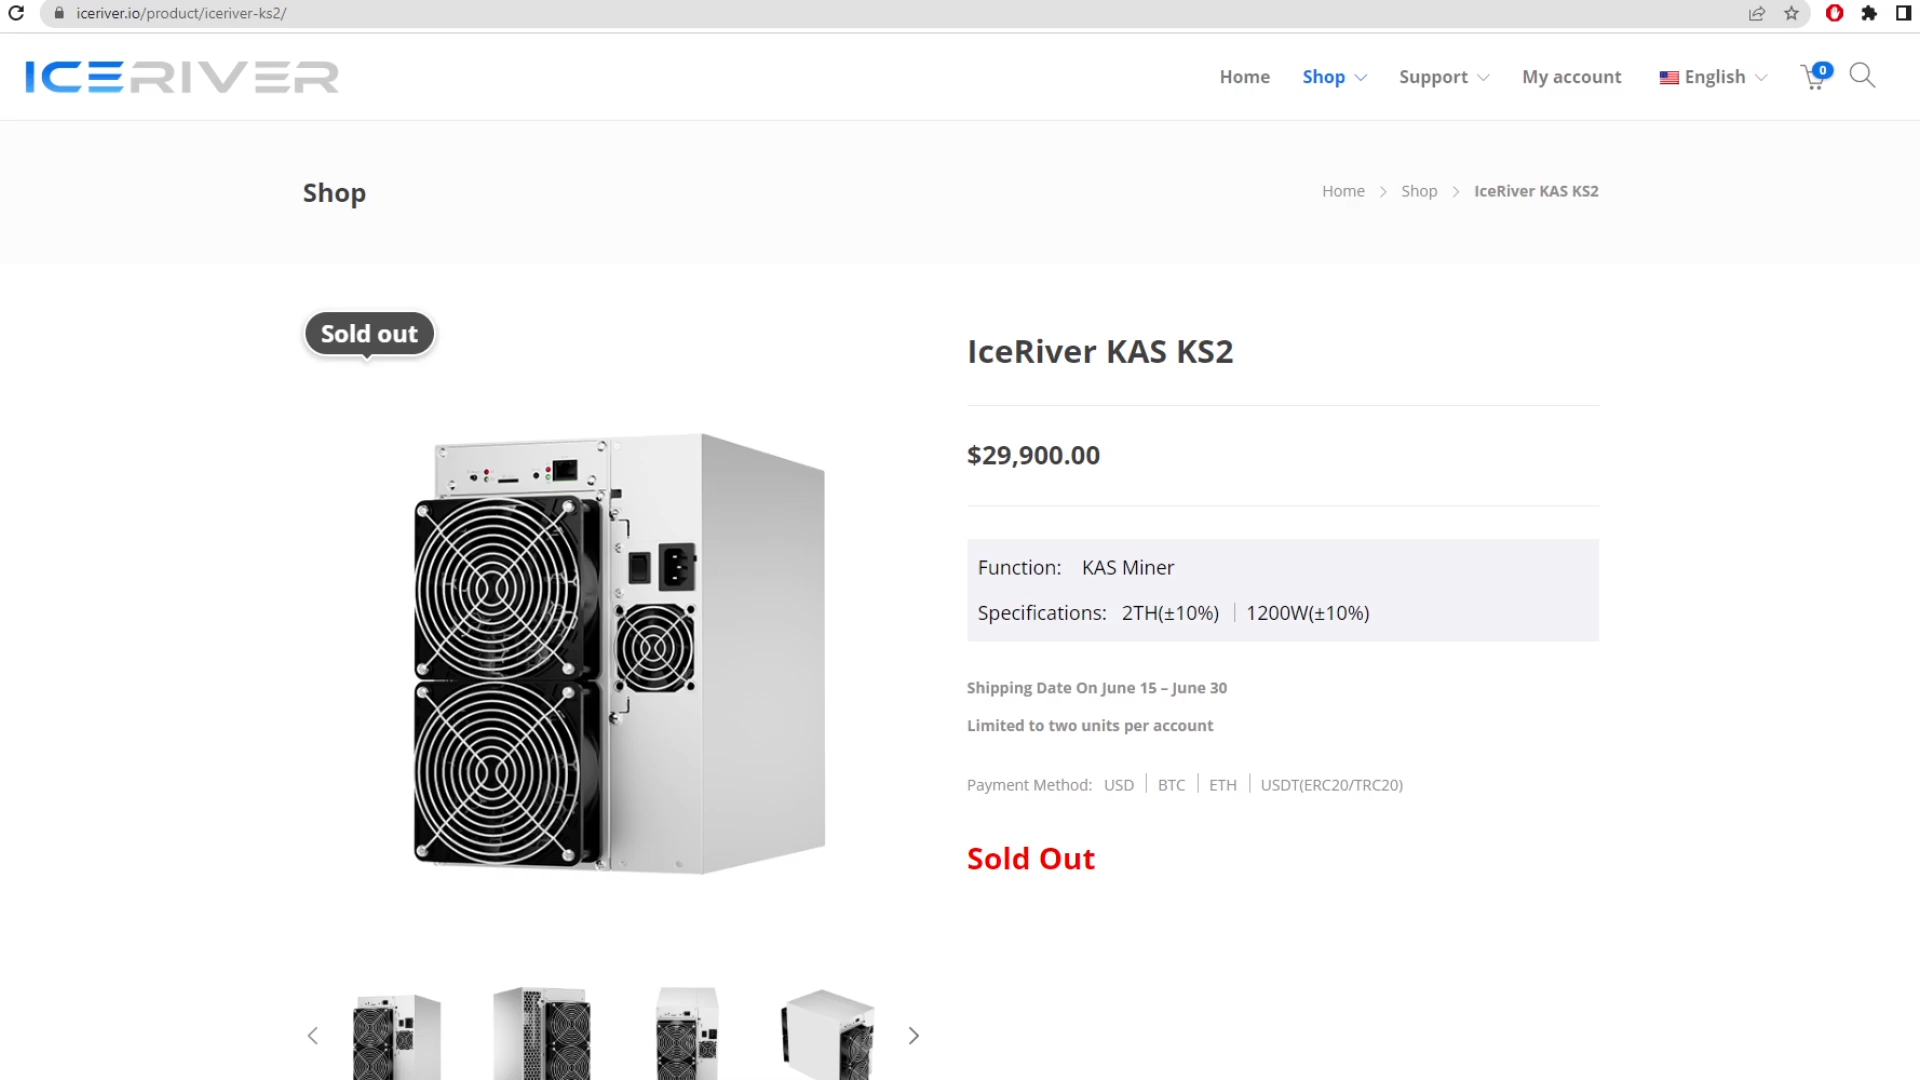 iceriver.io/product/iceriver-ks2/
ICERIVER
Home
Shop
Support
My account
English
0
Shop
Home > Shop > IceRiver KAS KS2
Sold out
IceRiver KAS KS2
$29,900.00
Function: KAS Miner
Specifications: 2TH(±10%) | 1200W(±10%)
Shipping Date On June 15 – June 30
Limited to two units per account
Payment Method: USD | BTC | ETH | USDT(ERC20/TRC20)
Sold Out